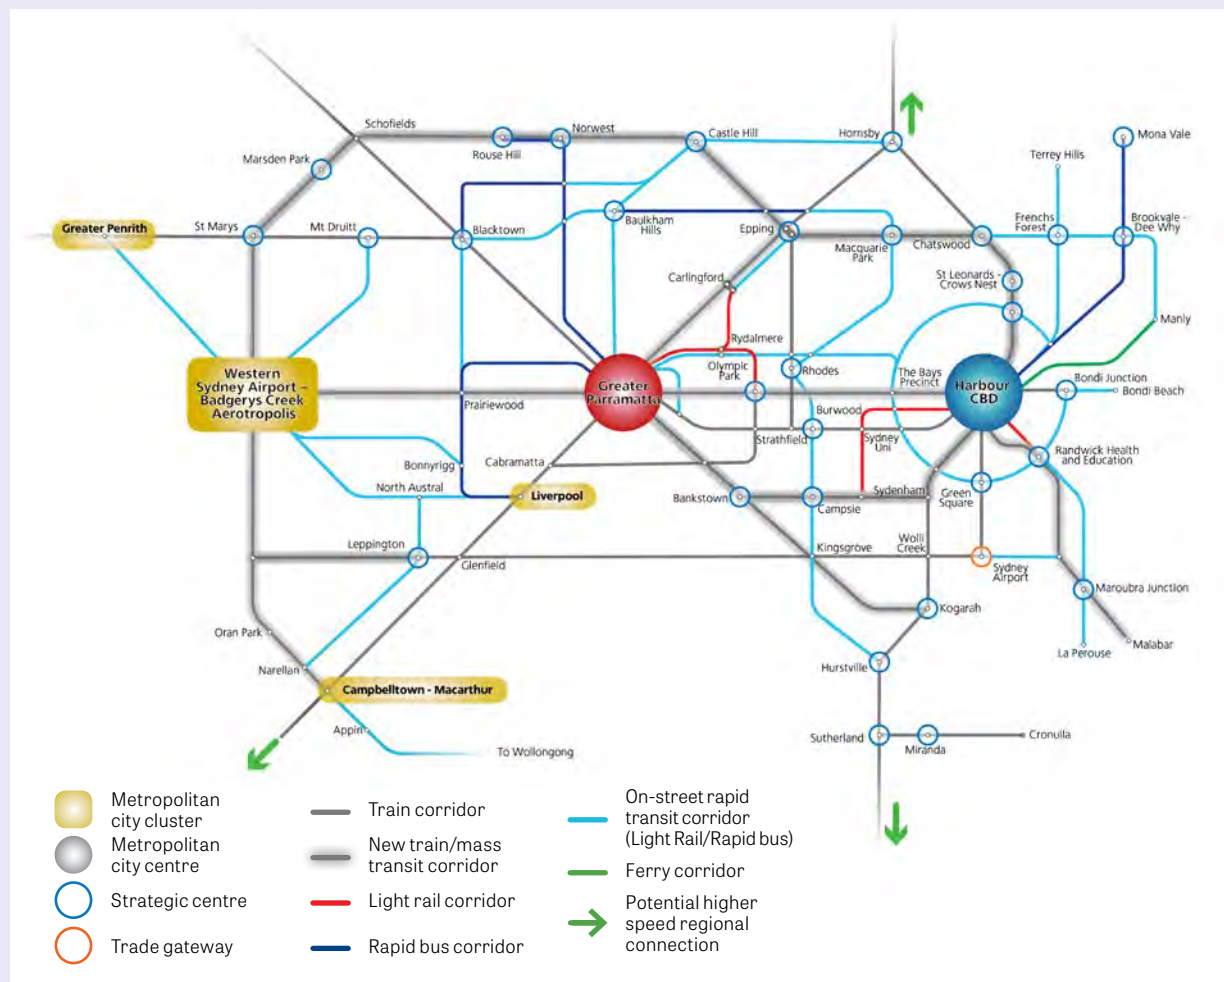 Schofields
Norwest
Castle Hill
Hornsby
Mona Vale
Rouse Hill
Marsden Park
Terrey Hills
Greater Penrith
St Marys
Mt Druitt
Blacktown
Baulkham
Hills
Epping
Macquarie
Park
Chatswood
Frenchs
Forest
Brookvale -
Dee Why
Carlingford
St Leonards -
Crows Nest
Manly
Rydalmere
Olympic
Park
Rhodes
The Bays
Precinct
Western
Sydney Airport –
Badgerys Creek
Aerotropolis
Greater
Parramatta
Harbour
CBD
Bondi Junction
Bondi Beach
Prairiewood
Burwood
Strathfield
Sydney
Uni
Randwick Health
and Education
Bonnyrigg
Cabramatta
North Austral
Liverpool
Bankstown
Campsie
Sydenham
Green
Square
Leppington
Glenfield
Kingsgrove
Wolli
Creek
Sydney
Airport
Maroubra Junction
Kogarah
Oran Park
Malabar
La Perouse
Narellan
Hurstville
Campbelltown - Macarthur
Appin
To Wollongong
Sutherland
Miranda
Cronulla
Metropolitan
city cluster
Metropolitan
city centre
Strategic centre
Trade gateway
Train corridor
New train/mass
transit corridor
Light rail corridor
Rapid bus corridor
On-street rapid
transit corridor
(Light Rail/Rapid bus)
Ferry corridor
Potential higher
speed regional
connection